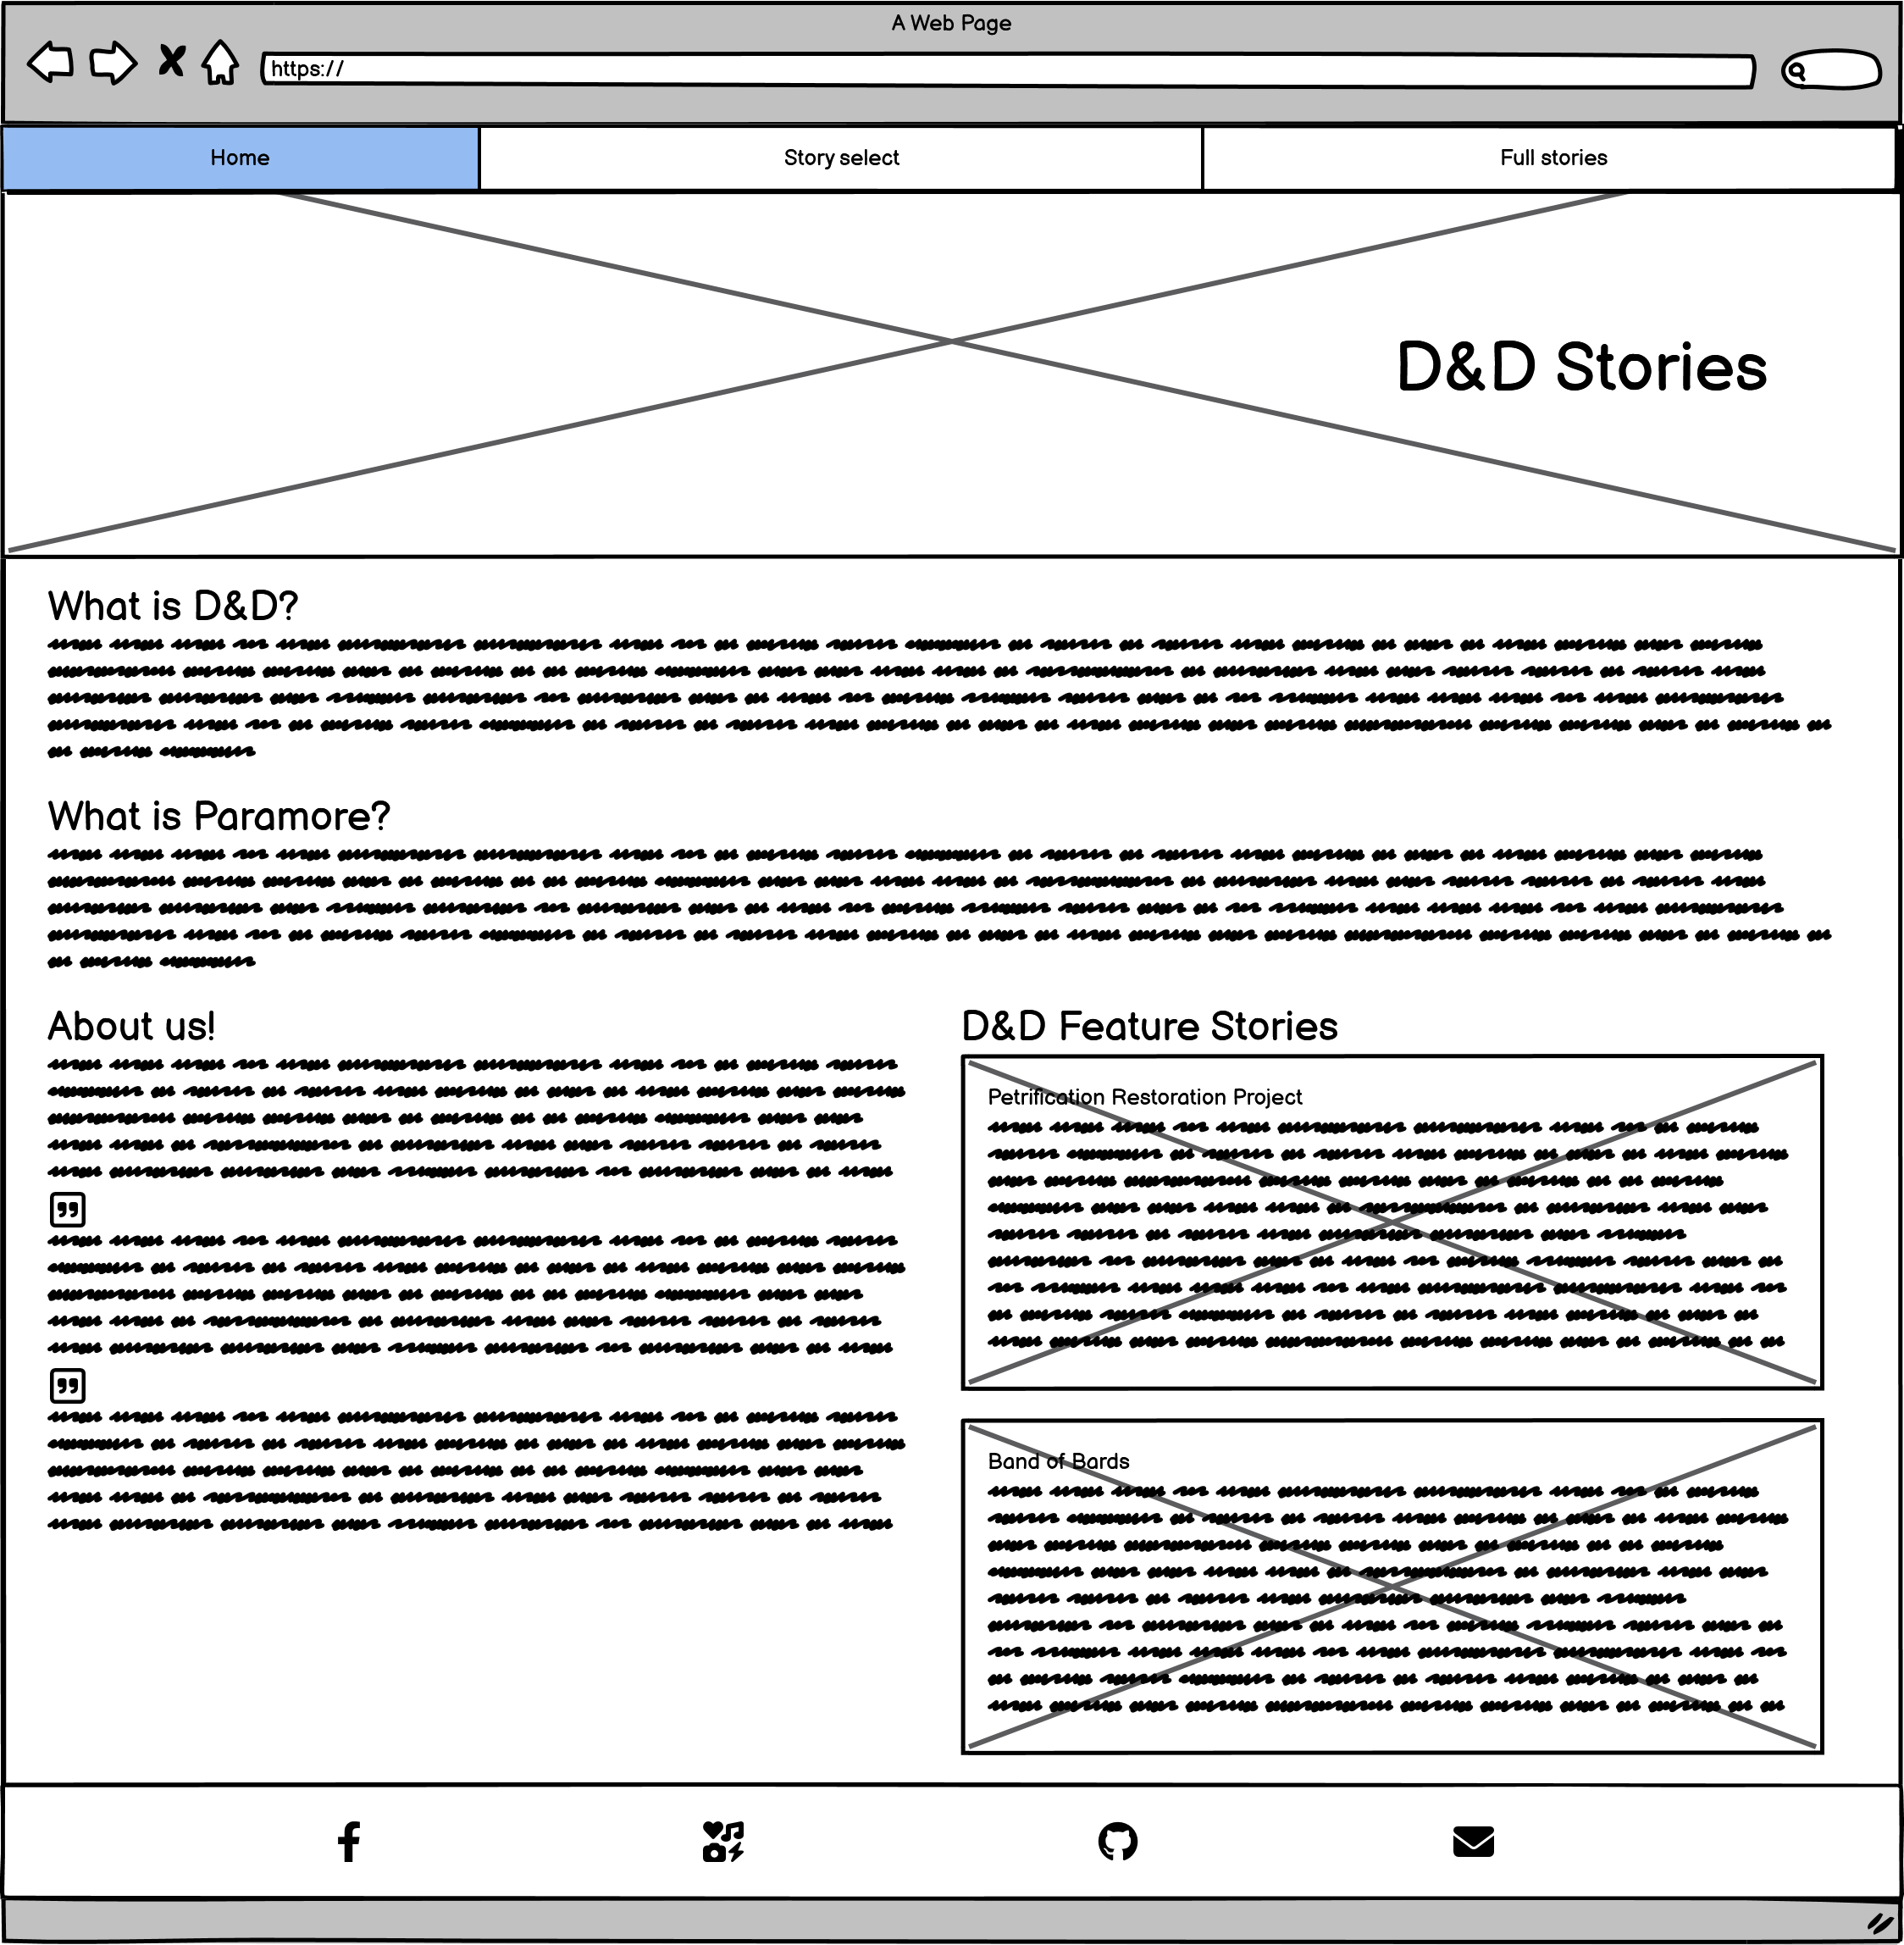 A Web Page
https://
Home
Story select
Full stories
D&D Stories
What is D&D?
What is Paramore?
About us!
D&D Feature Stories
Petrification Restoration Project
Band of Bards